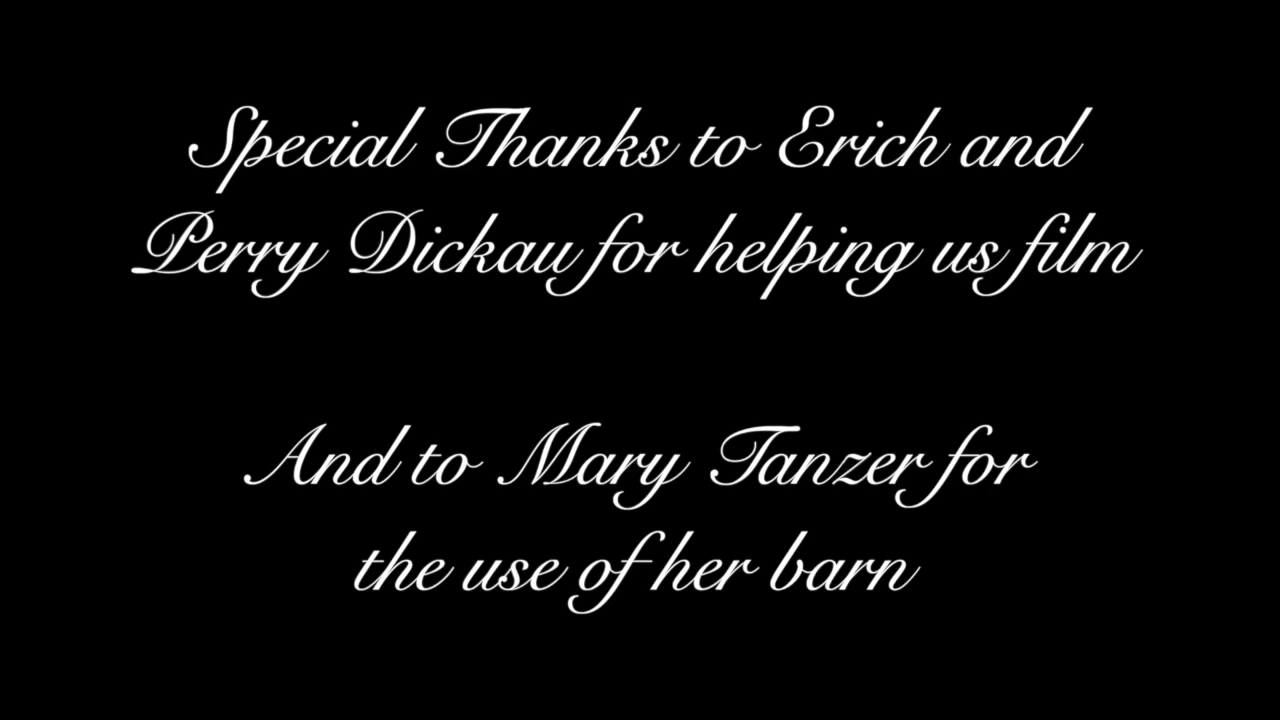 Special Thanks to Erich and
Perry Dickau for helping us film
And to Mary Tanzer for
the use of her barn